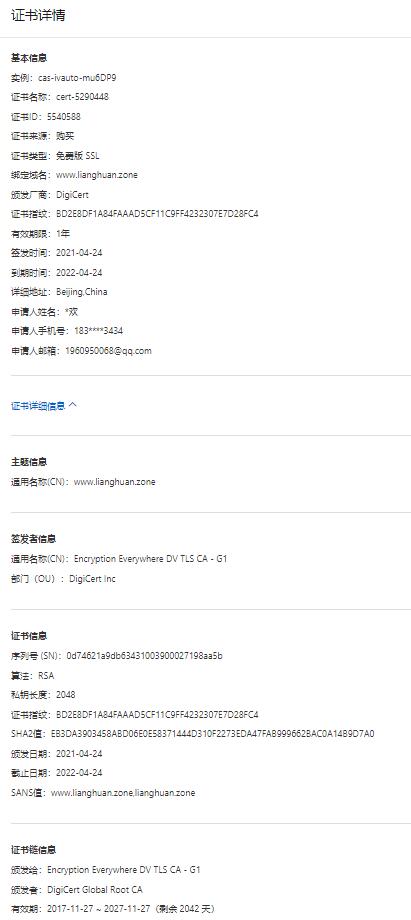 证书详情
基本信息
实例：cas-ivauto-mu6DP9
证书名称：cert-5290448
证书ID：5540588
证书来源：购买
证书类型：免费版 SSL
绑定域名：www.lianghuan.zone
颁发厂商：DigiCert
证书指纹：BD2E8DF1A84FAAAD5CF11C9FF4232307E7D28FC4
有效期限：1年
签发时间：2021-04-24
到期时间：2022-04-24
详细地址：Beijing,China
申请人姓名：*欢
申请人手机号：183****3434
申请人邮箱：1960950068@qq.com
证书详细信息
主题信息
通用名称(CN)：www.lianghuan.zone
签发者信息
通用名称(CN)：Encryption Everywhere DV TLS CA - G1
部门（OU）：DigiCert Inc
证书信息
序列号 (SN)：0d74621a9db63431003900027198aa5b
算法：RSA
私钥长度：2048
证书指纹：BD2E8DF1A84FAAAD5CF11C9FF4232307E7D28FC4
SHA2值：EB3DA3903458ABD06E0E58371444D310F2273EDA47FAB999662BAC0A14B9D7A0
颁发日期：2021-04-24
截止日期：2022-04-24
SANS值：www.lianghuan.zone,lianghuan.zone
证书链信息
颁发给：Encryption Everywhere DV TLS CA - G1
颁发者：DigiCert Global Root CA
有效期：2017-11-27 ~ 2027-11-27（剩余 2042 天）